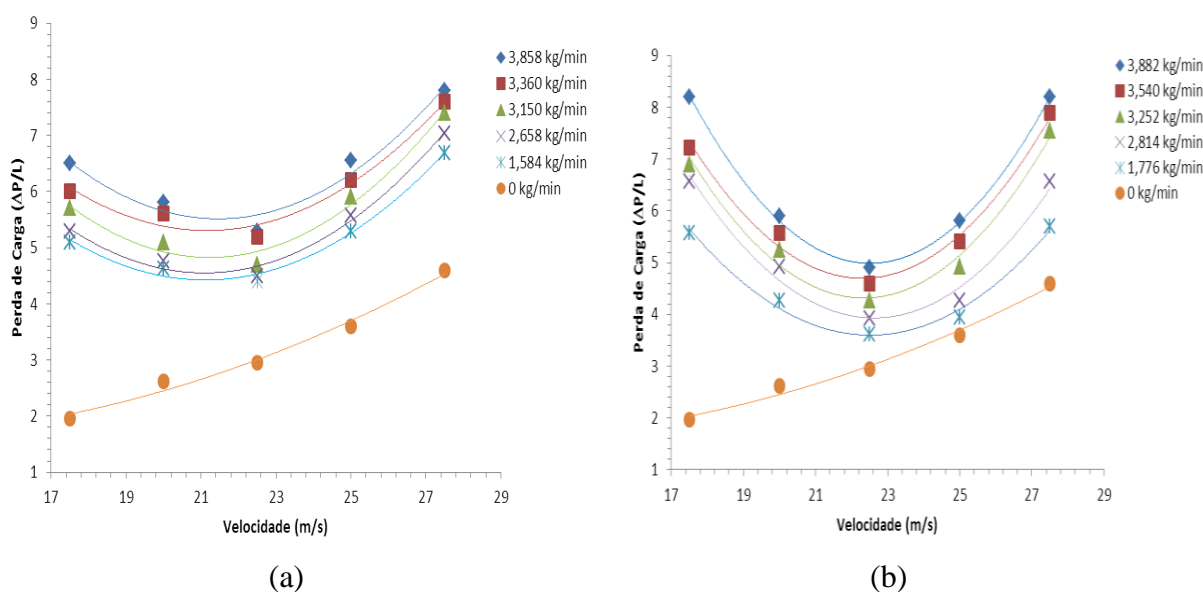 9
8
7
6
5
4
3
2
1
Perda de Carga (ΔP/L)
17 19 21 23 25 27 29
Velocidade (m/s)
3,858 kg/min
3,360 kg/min
3,150 kg/min
2,658 kg/min
1,584 kg/min
0 kg/min
(a)
9
8
7
6
5
4
3
2
1
Perda de Carga (ΔP/L)
17 19 21 23 25 27 29
Velocidade (m/s)
3,882 kg/min
3,540 kg/min
3,252 kg/min
2,814 kg/min
1,776 kg/min
0 kg/min
(b)